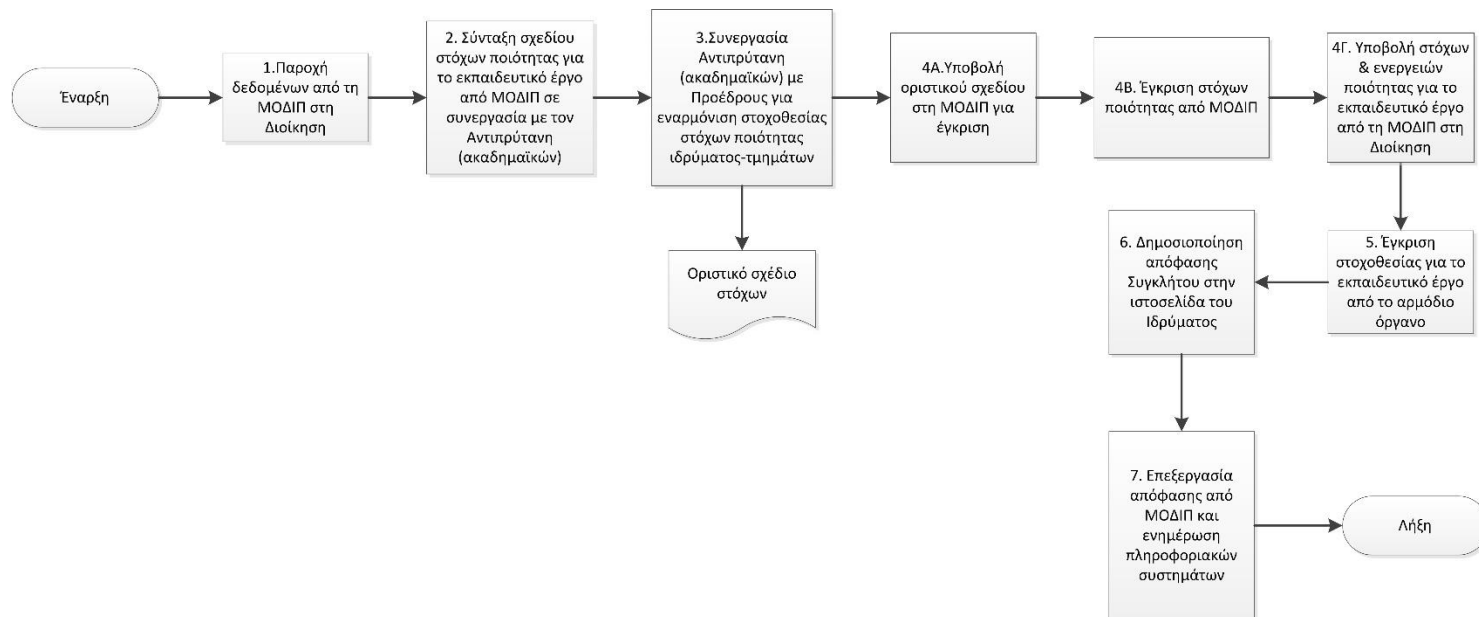 Έναρξη
1.Παροχή
δεδομένων από τη
ΜΟΔΙΠ στη
Διοίκηση
2. Σύνταξη σχεδίου
στόχων ποιότητας για
το εκπαιδευτικό έργο
από ΜΟΔΙΠ σε
συνεργασία με τον
Αντιπρύτανη
(ακαδημαϊκών)
3.Συνεργασία
Αντιπρύτανη
(ακαδημαϊκών) με
Προέδρους για
εναρμόνιση στοχοθεσίας
στόχων ποιότητας
ιδρύματος-τμημάτων
Οριστικό σχέδιο
στόχων
4Α.Υποβολή
οριστικού σχεδίου
στη ΜΟΔΙΠ για
έγκριση
4Β. Έγκριση στόχων
ποιότητας από ΜΟΔΙΠ
4Γ. Υποβολή στόχων
& ενεργειών
ποιότητας για το
εκπαιδευτικό έργο
από τη ΜΟΔΙΠ στη
Διοίκηση
5. Έγκριση
στοχοθεσίας για το
εκπαιδευτικό έργο
από το αρμόδιο
όργανο
6. Δημοσιοποίηση
απόφασης
Συγκλήτου στην
ιστοσελίδα του
Ιδρύματος
7. Επεξεργασία
απόφασης από
ΜΟΔΙΠ και
ενημέρωση
πληροφοριακών
συστημάτων
Λήξη